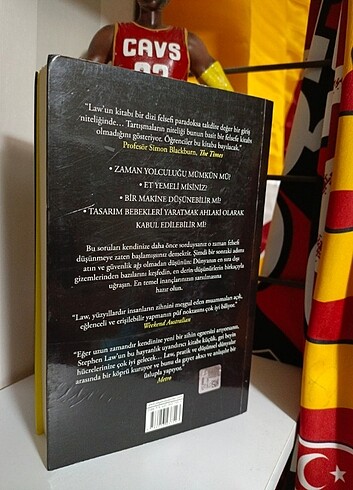 CAVS
"Law'un kitabı bir dizi felsefi paradoksa takdire değer bir giriş
niteliğinde... Tartışmaların niteliği bunun basit bir felsefe kitabı
olmadığını gösteriyor. Öğrenciler bu kitaba bayılacak."
Profesör Simon Blackburn, The Times
• ZAMAN YOLCULUĞU MÜMKÜN MÜ?
• ET YEMELİ MİSİNİZ?
• BİR MAKİNE DÜŞÜNEBİLİR Mİ?
• TASARIM BEBEKLERİ YARATMAK AHLAKİ OLARAK
KABUL EDİLEBİLİR Mİ?
Bu soruları kendinize daha önce sorduysanız o zaman felsefi
düşünmeye zaten başlamışsınız demektir. Şimdi bir sonraki adımı
atın ve güvenlik ağı olmadan düşünün: Dünyanın en sıra dışı
gizemlerinden bazılarını keşfedin, en derin düşünürlerin birkaçıyla
uğraşın. En temel inançlarınızın sarsılmasına
hazır olun.
"Law, yüzyıllardır insanların zihnini meşgul eden muammaları açık,
eğlenceli ve erişilebilir yapmanın püf noktasını çok iyi biliyor."
Weekend Australian
"Eğer uzun zamandır kendinize yeni bir zihin egzersizi arıyorsanız,
Stephen Law'un bu hayranlık uyandırıcı kitabı küçük, gri beyin
hücrelerinize çok iyi gelecek... Law, pratik ve düşünsel dünyalar
arasında bir köprü kuruyor ve bunu da gayet akıcı ve anlaşılır bir
üslupla yapıyor."
Metro